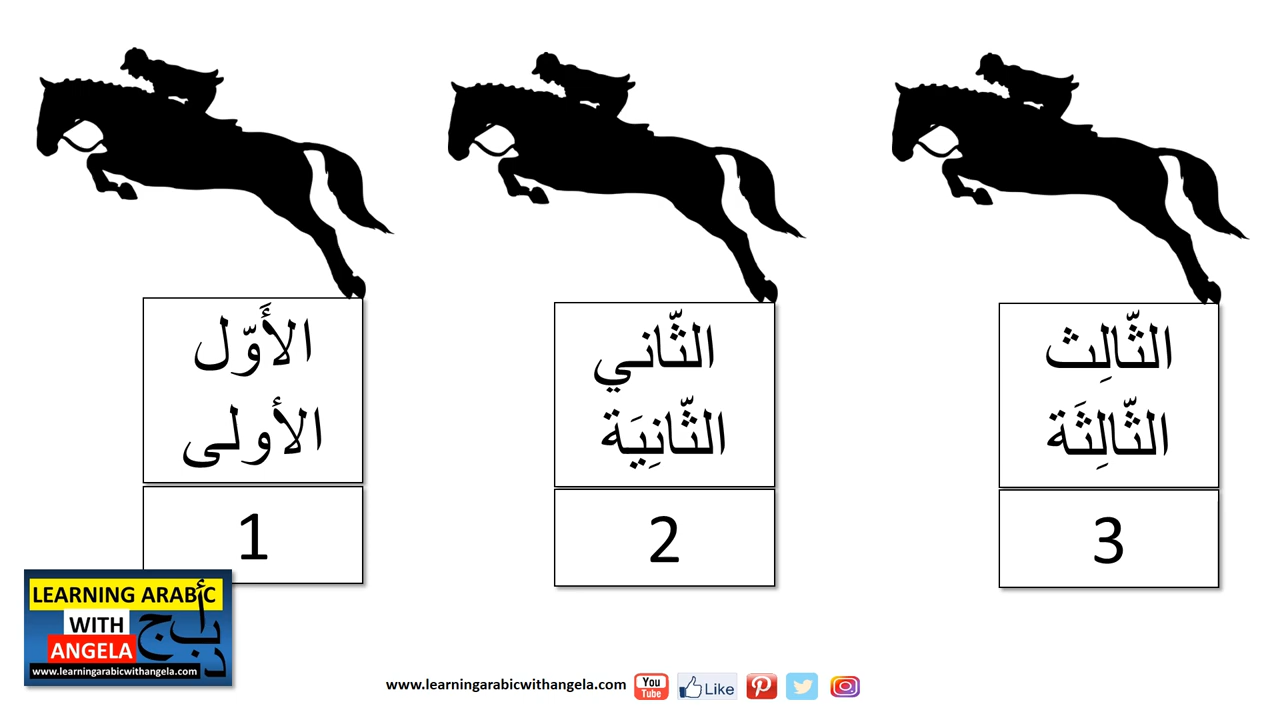 الأَوّل
الأولى
1
الثّاني
الثّانِيَة
2
الثّالِث
الثّالِثَة
3
LEARNING ARABIC
WITH
ANGELA
أ ب ج د
www.learningarabicwithangela.com
www.learningarabicwithangela.com
You
Tube
Like